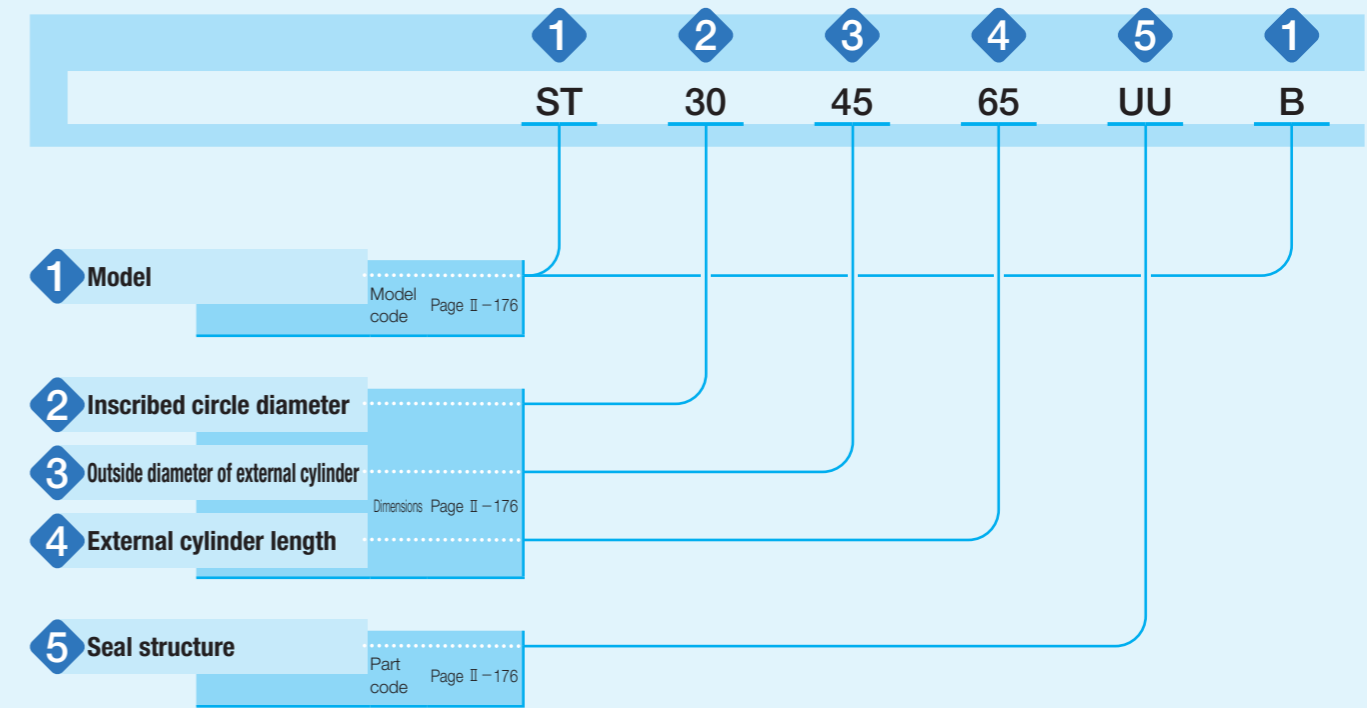 1 2 3 4 5 1
ST 30 45 65 UU B
1 Model
Model code Page Ⅱ-176
2 Inscribed circle diameter
3 Outside diameter of external cylinder
Dimensions Page Ⅱ-176
4 External cylinder length
5 Seal structure
Part code Page Ⅱ-176